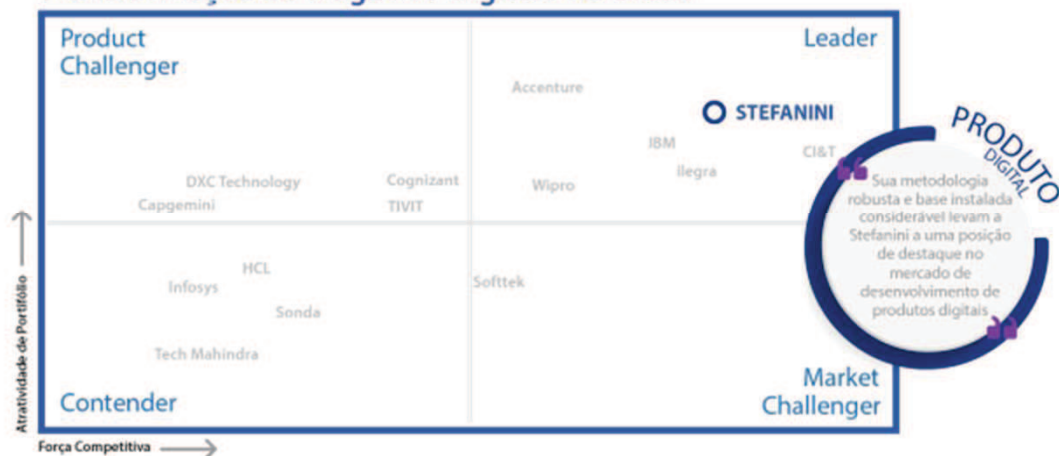 Product
Challenger
Leader
Accenture
STEFANINI
IBM
CI&T
Ilegra
DXC Technology
Cognizant
Wipro
Capgemini
TIVIT
HCL
Softtek
Infosys
Sonda
Tech Mahindra
Contender
Market
Challenger
Atratividade de Portifólio
Força Competitiva
PRODUTO
DIGITAL
Sua metodologia
robusta e base instalada
considerável levam a
Stefanini a uma posição
de destaque no
mercado de
desenvolvimento de
produtos digitais